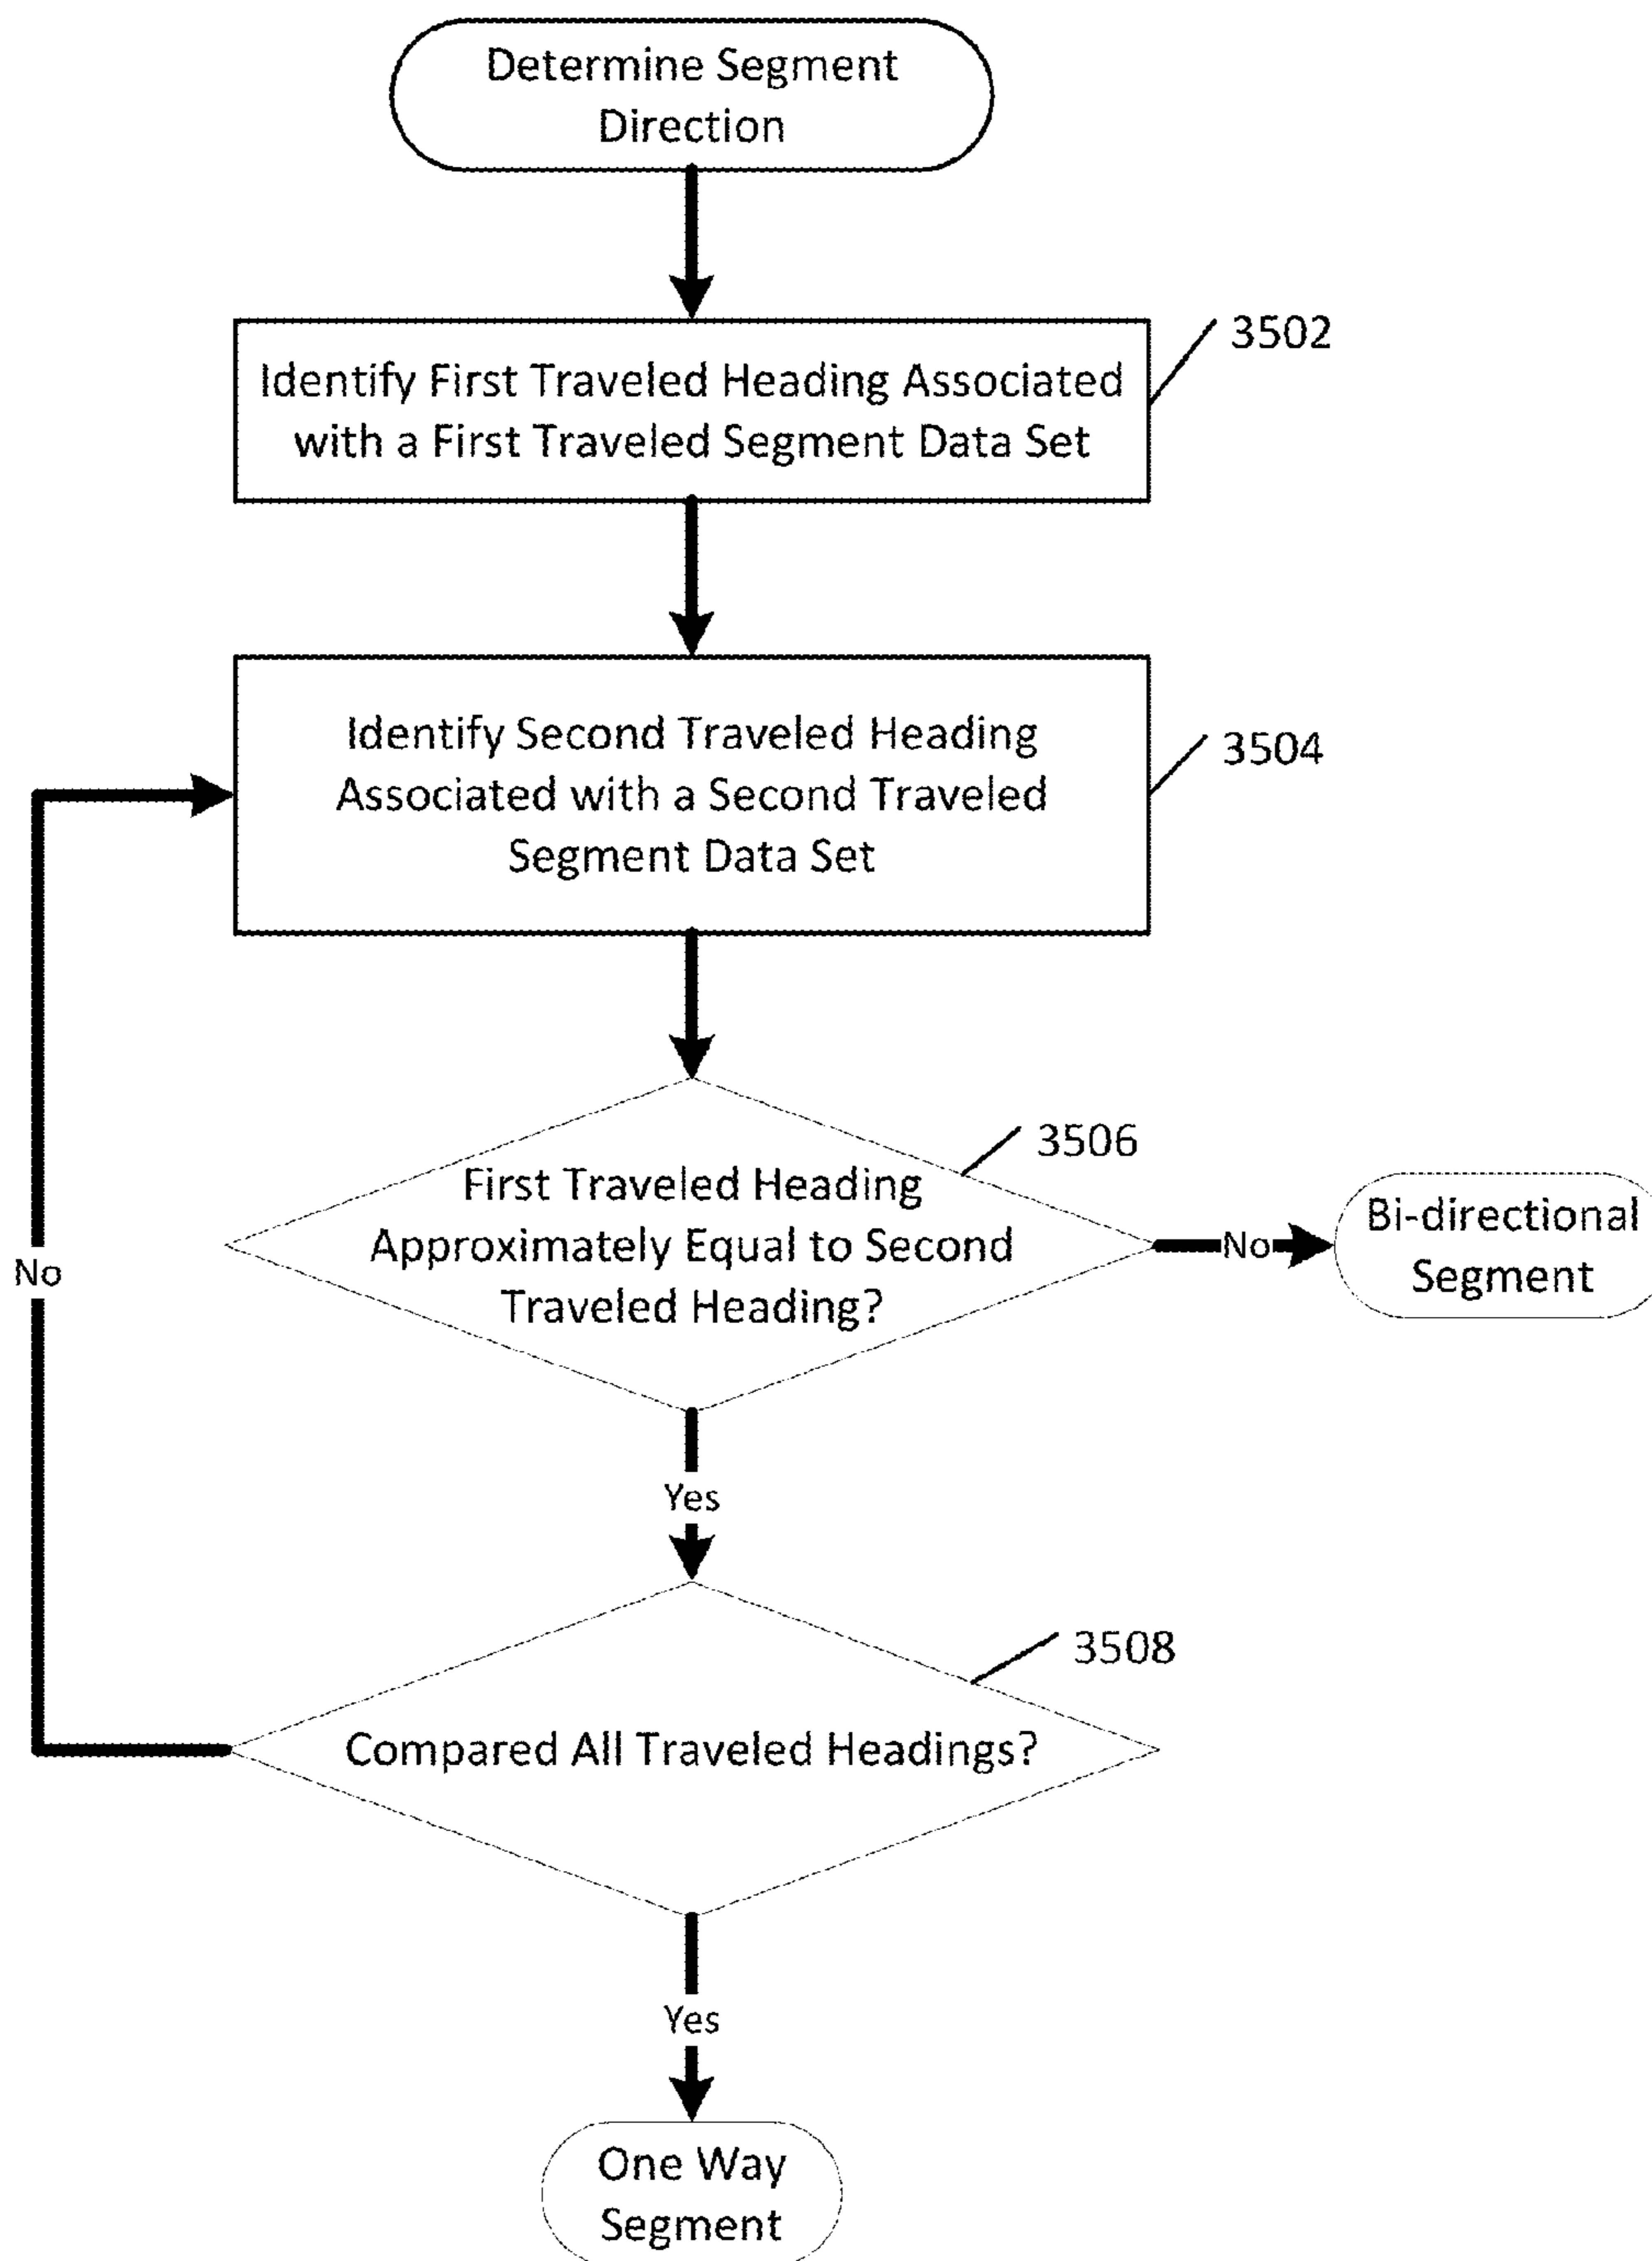 Determine Segment
Direction
3502
Identify First Traveled Heading Associated
with a First Traveled Segment Data Set
3504
Identify Second Traveled Heading
Associated with a Second Traveled
Segment Data Set
3506
First Traveled Heading
Approximately Equal to Second
Traveled Heading?
No
Bi-directional
Segment
No
Yes
3508
Compared All Traveled Headings?
Yes
One Way
Segment